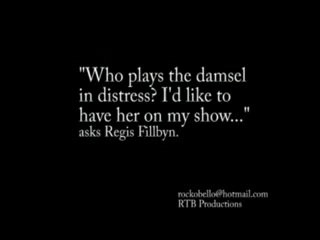 "Who plays the damsel
in distress? I'd like to
have her on my show..."
asks Regis Fillbyn.
rockobello@hotmail.com
RTB Productions